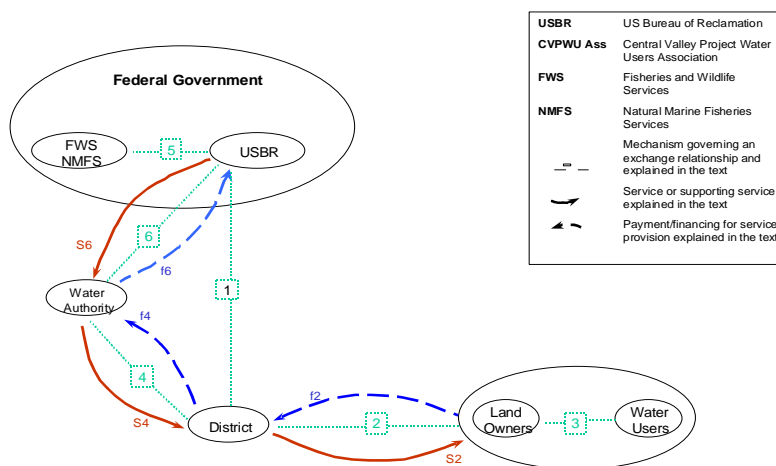 Federal Government
FWS
NMFS
5
USBR
S6
6
f6
Water
Authority
1
f4
4
S4
District
f2
2
S2
Land
Owners
3
Water
Users
USBR US Bureau of Reclamation
CVPWU Ass Central Valley Project Water
Users Association
FWS Fisheries and Wildlife
Services
NMFS Natural Marine Fisheries
Services
Mechanism governing an
exchange relationship and
explained in the text
Service or supporting service
explained in the text
Payment/financing for service
provision explained in the text